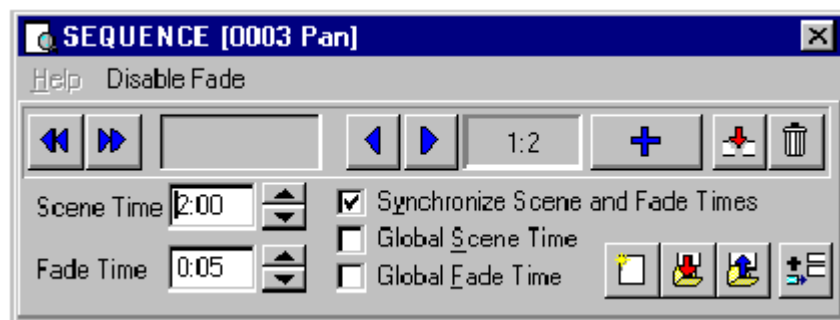 SEQUENCE [0003 Pan]
Help Disable Fade
1:2
Scene Time 2:00 Synchronize Scene and Fade Times
Global Scene Time
Fade Time 0:05 Global Fade Time